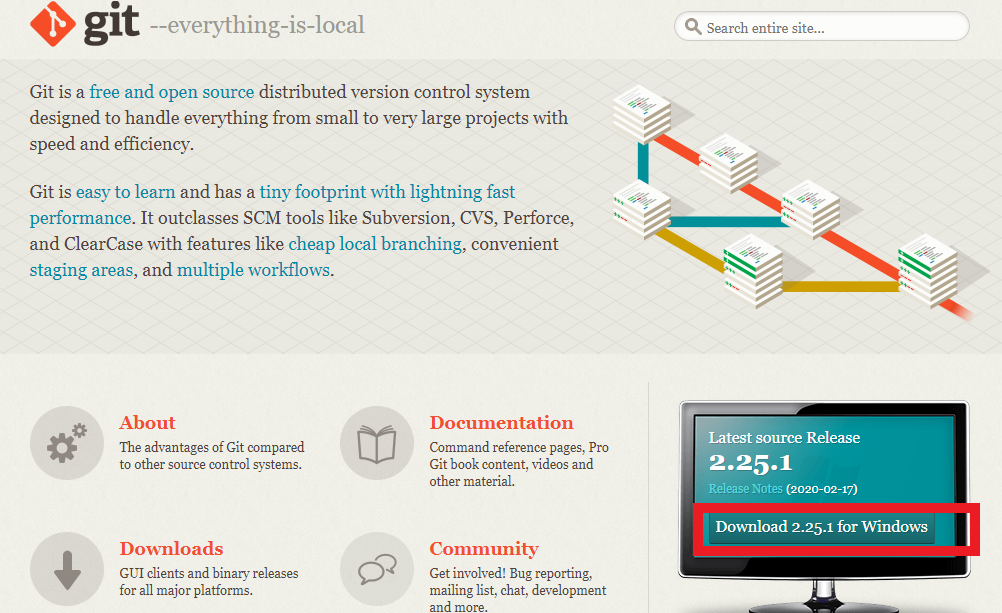 git --everything-is-local
Search entire site...
Git is a free and open source distributed version control system
designed to handle everything from small to very large projects with
speed and efficiency.
Git is easy to learn and has a tiny footprint with lightning fast
performance. It outclasses SCM tools like Subversion, CVS, Perforce,
and ClearCase with features like cheap local branching, convenient
staging areas, and multiple workflows.
About
The advantages of Git compared
to other source control systems.
Documentation
Command reference pages, Pro
Git book content, videos and
other material.
Downloads
GUI clients and binary releases
for all major platforms.
Community
Get involved! Bug reporting,
mailing list, chat, development
and more.
Latest source Release
2.25.1
Release Notes (2020-02-17)
Download 2.25.1 for Windows